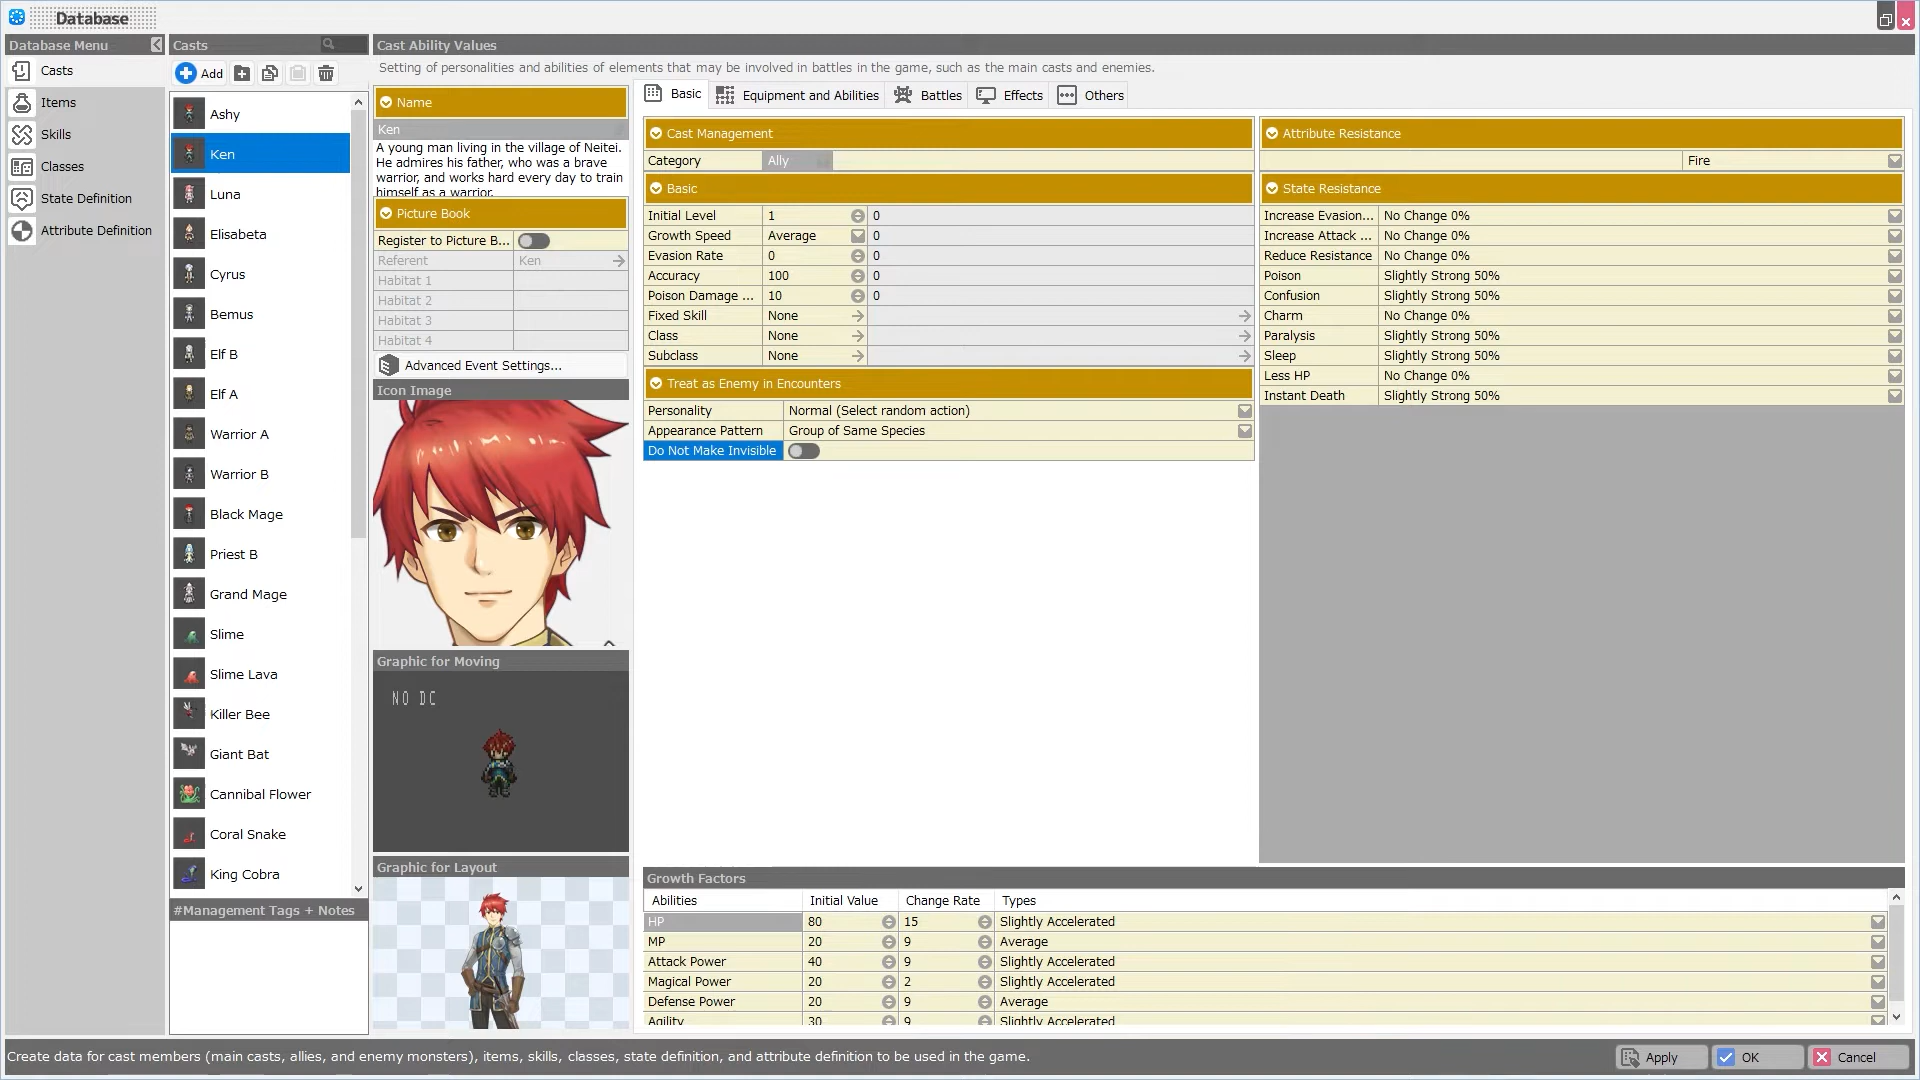 Database
Database Menu
Casts
Items
Skills
Classes
State Definition
Attribute Definition
Casts
Add
Ashy
Ken
Luna
Elisabeta
Cyrus
Bemus
Elf B
Elf A
Warrior A
Warrior B
Black Mage
Priest B
Grand Mage
Slime
Slime Lava
Killer Bee
Giant Bat
Cannibal Flower
Coral Snake
King Cobra
#Management Tags + Notes
Cast Ability Values
Setting of personalities and abilities of elements that may be involved in battles in the game, such as the main casts and enemies.
Name
Ken
A young man living in the village of Neitei.
He admires his father, who was a brave
warrior, and works hard every day to train
himself as a warrior.
Picture Book
Register to Picture B...
Referent Ken
Habitat 1
Habitat 2
Habitat 3
Habitat 4
Advanced Event Settings...
Icon Image
Graphic for Moving
NO DC
Graphic for Layout
Basic Equipment and Abilities Battles Effects Others
Cast Management
Category Ally
Basic
Initial Level 1 0
Growth Speed Average 0
Evasion Rate 0 0
Accuracy 100 0
Poison Damage ... 10 0
Fixed Skill None
Class None
Subclass None
Treat as Enemy in Encounters
Personality Normal (Select random action)
Appearance Pattern Group of Same Species
Do Not Make Invisible
Attribute Resistance
Fire
State Resistance
Increase Evasion... No Change 0%
Increase Attack ... No Change 0%
Reduce Resistance No Change 0%
Poison Slightly Strong 50%
Confusion Slightly Strong 50%
Charm No Change 0%
Paralysis Slightly Strong 50%
Sleep Slightly Strong 50%
Less HP No Change 0%
Instant Death Slightly Strong 50%
Growth Factors
Abilities Initial Value Change Rate Types
HP 80 15 Slightly Accelerated
MP 20 9 Average
Attack Power 40 9 Slightly Accelerated
Magical Power 20 2 Slightly Accelerated
Defense Power 20 9 Average
Agility 30 9 Slightly Accelerated
Create data for cast members (main casts, allies, and enemy monsters), items, skills, classes, state definition, and attribute definition to be used in the game.
Apply OK Cancel